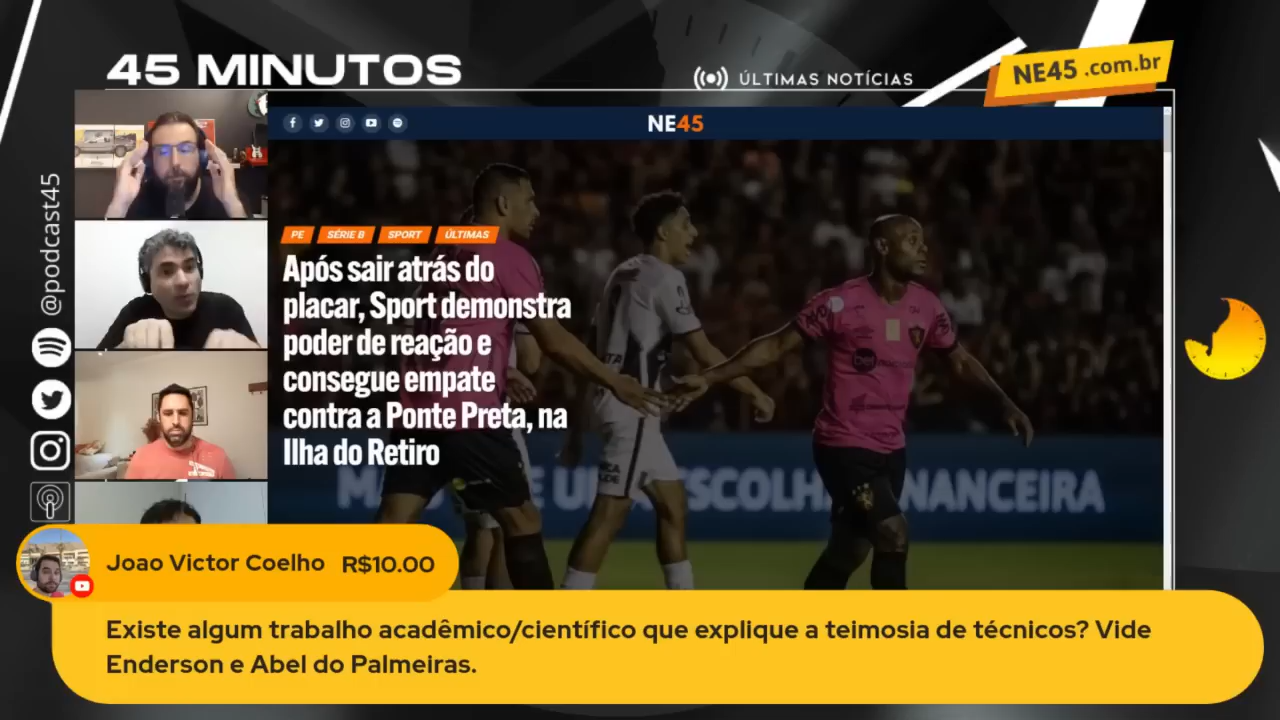 45 MINUTOS
ÚLTIMAS NOTÍCIAS
NE45 .com.br
NE45
@podcast45
PE SÉRIE B SPORT ÚLTIMAS
Após sair atrás do
placar, Sport demonstra
poder de reação e
consegue empate
contra a Ponte Preta, na
Ilha do Retiro
ESCOLHA FINANCEIRA
Joao Victor Coelho R$10.00
Existe algum trabalho acadêmico/científico que explique a teimosia de técnicos? Vide
Enderson e Abel do Palmeiras.